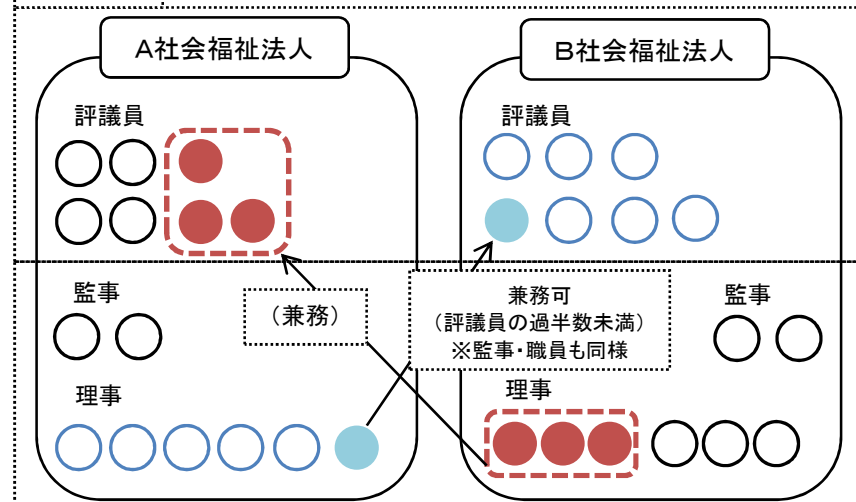 A社会福祉法人
B社会福祉法人
評議員
評議員
監事
(兼務)
兼務可
(評議員の過半数未満)
※監事・職員も同様
監事
理事
理事